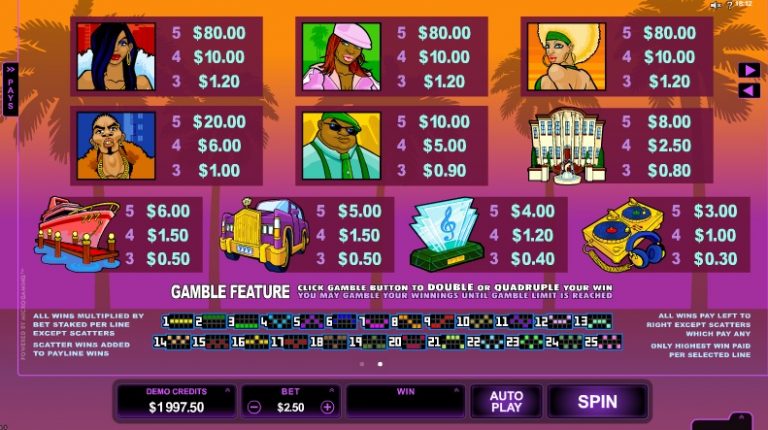 18:12
PAYS
5 $80.00
4 $10.00
3 $1.20
5 $80.00
4 $10.00
3 $1.20
5 $80.00
4 $10.00
3 $1.20
5 $20.00
4 $6.00
3 $1.00
5 $10.00
4 $5.00
3 $0.90
5 $8.00
4 $2.50
3 $0.80
5 $6.00
4 $1.50
3 $0.50
5 $5.00
4 $1.50
3 $0.50
5 $4.00
4 $1.20
3 $0.40
5 $3.00
4 $1.00
3 $0.30
GAMBLE FEATURE
CLICK GAMBLE BUTTON TO DOUBLE OR QUADRUPLE YOUR WIN
YOU MAY GAMBLE YOUR WINNINGS UNTIL GAMBLE LIMIT IS REACHED
ALL WINS MULTIPLIED BY
BET STAKED PER LINE
EXCEPT SCATTERS
SCATTER WINS ADDED
TO PAYLINE WINS
1 2 3 4 5 6 7 8 9 10 11 12 13
14 15 16 17 18 19 20 21 22 23 24 25
ALL WINS PAY LEFT TO
RIGHT EXCEPT SCATTERS
WHICH PAY ANY
ONLY HIGHEST WIN PAID
PER SELECTED LINE
DEMO CREDITS
$1997.50
BET
$2.50
WIN
AUTO
PLAY
SPIN